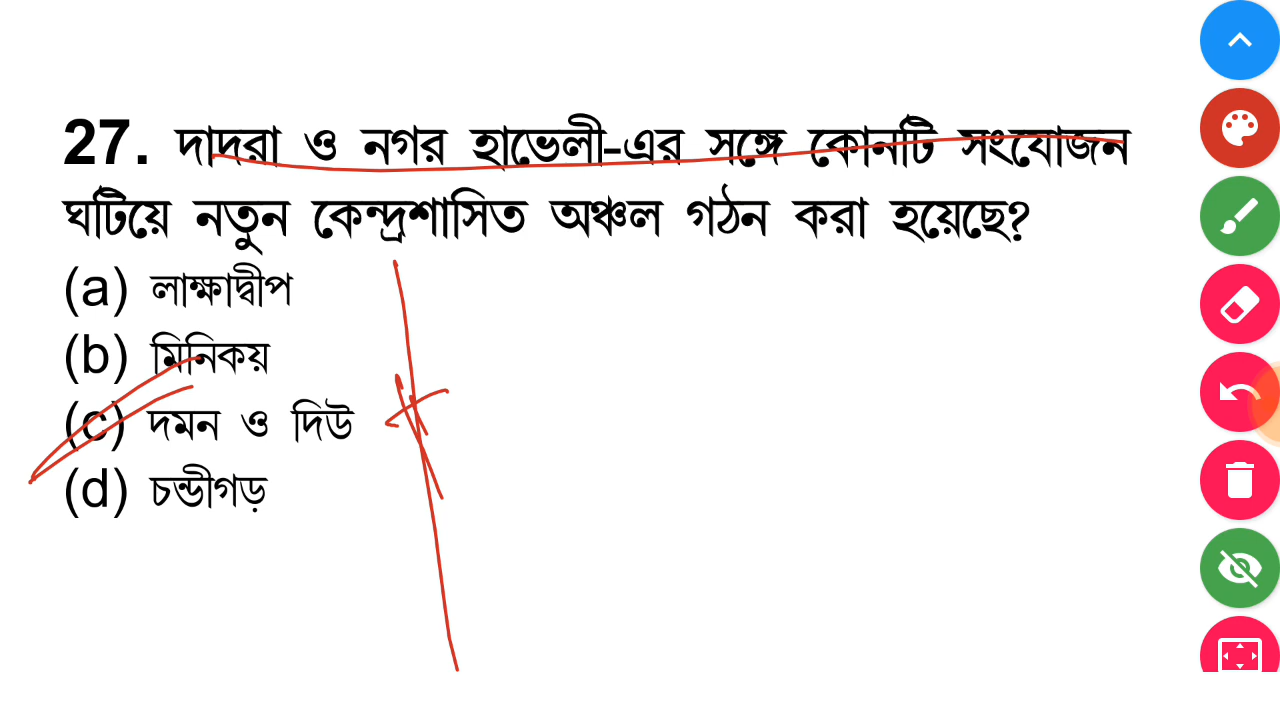 27. দাদরা ও নগর হাভেলী-এর সঙ্গে কোনটি সংযোজন
ঘটিয়ে নতুন কেন্দ্রশাসিত অঞ্চল গঠন করা হয়েছে?
(a) লাক্ষাদ্বীপ
(b) মিনিকয়
(c) দমন ও দিউ
(d) চন্ডীগড়